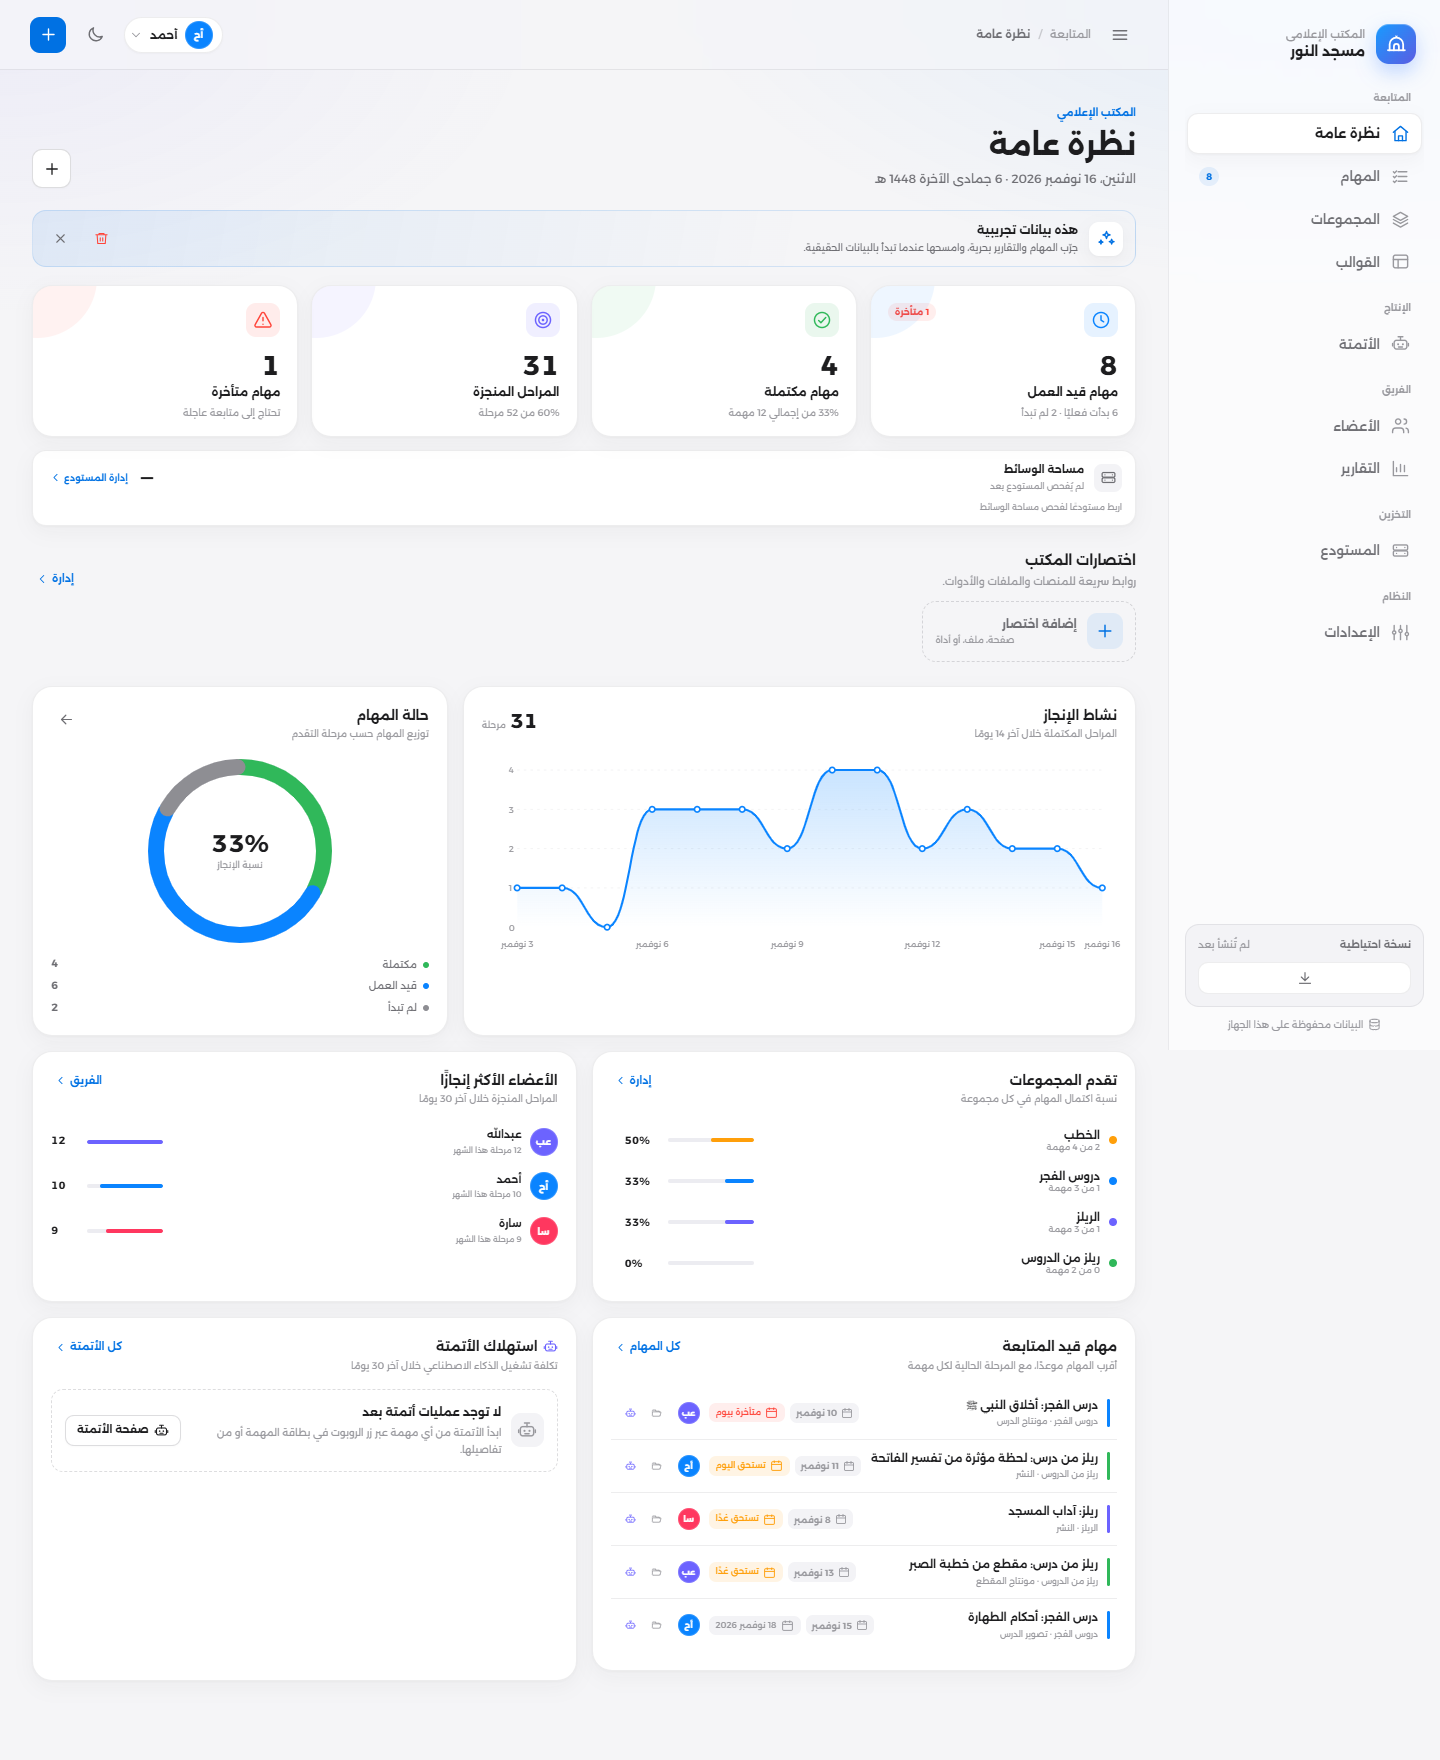 المكتب الإعلامي
مسجد النور
المتابعة
نظرة عامة
المهام
8
المجموعات
القوالب
الإنتاج
الأتمتة
الفريق
الأعضاء
التقارير
التخزين
المستودع
النظام
الإعدادات
نسخة احتياطية
لم تُنشأ بعد
البيانات محفوظة على هذا الجهاز
المتابعة / نظرة عامة
أح
أحمد
المكتب الإعلامي
نظرة عامة
الاثنين، 16 نوفمبر 2026 · 6 جمادى الآخرة 1448 هـ
هذه بيانات تجريبية
جرّب المهام والتقارير بحرية، وامسحها عندما تبدأ بالبيانات الحقيقية.
1 متأخرة
8
مهام قيد العمل
6 بدأت فعليًا · 2 لم تبدأ
4
مهام مكتملة
33% من إجمالي 12 مهمة
31
المراحل المنجزة
60% من 52 مرحلة
1
مهام متأخرة
تحتاج إلى متابعة عاجلة
مساحة الوسائط
لم يُفحص المستودع بعد
—
إدارة المستودع
اربط مستودعًا لفحص مساحة الوسائط
اختصارات المكتب
روابط سريعة للمنصات والملفات والأدوات.
إدارة
إضافة اختصار
صفحة، ملف، أو أداة
نشاط الإنجاز
المراحل المكتملة خلال آخر 14 يومًا
31 مرحلة
4
3
2
1
0
3 نوفمبر
6 نوفمبر
9 نوفمبر
12 نوفمبر
15 نوفمبر
16 نوفمبر
حالة المهام
توزيع المهام حسب مرحلة التقدم
33%
نسبة الإنجاز
مكتملة
4
قيد العمل
6
لم تبدأ
2
تقدم المجموعات
نسبة اكتمال المهام في كل مجموعة
إدارة
الخطب
2 من 4 مهمة
50%
دروس الفجر
1 من 3 مهمة
33%
الريلز
1 من 3 مهمة
33%
ريلز من الدروس
0 من 2 مهمة
0%
الأعضاء الأكثر إنجازًا
المراحل المنجزة خلال آخر 30 يومًا
الفريق
عب
عبدالله
12 مرحلة هذا الشهر
12
أح
أحمد
10 مرحلة هذا الشهر
10
سا
سارة
9 مرحلة هذا الشهر
9
مهام قيد المتابعة
أقرب المهام موعدًا، مع المرحلة الحالية لكل مهمة
كل المهام
درس الفجر: أخلاق النبي ﷺ
دروس الفجر · مونتاج الدرس
10 نوفمبر
متأخرة بيوم
عب
ريلز من درس: لحظة مؤثرة من تفسير الفاتحة
ريلز من الدروس · النشر
11 نوفمبر
تستحق اليوم
أح
ريلز: آداب المسجد
الريلز · النشر
8 نوفمبر
تستحق غدًا
سا
ريلز من درس: مقطع من خطبة الصبر
ريلز من الدروس · مونتاج المقطع
13 نوفمبر
تستحق غدًا
عب
درس الفجر: أحكام الطهارة
دروس الفجر · تصوير الدرس
15 نوفمبر
18 نوفمبر 2026
أح
استهلاك الأتمتة
تكلفة تشغيل الذكاء الاصطناعي خلال آخر 30 يومًا
كل الأتمتة
لا توجد عمليات أتمتة بعد
ابدأ الأتمتة من أي مهمة عبر زر الروبوت في بطاقة المهمة أو من
تفاصيلها.
صفحة الأتمتة